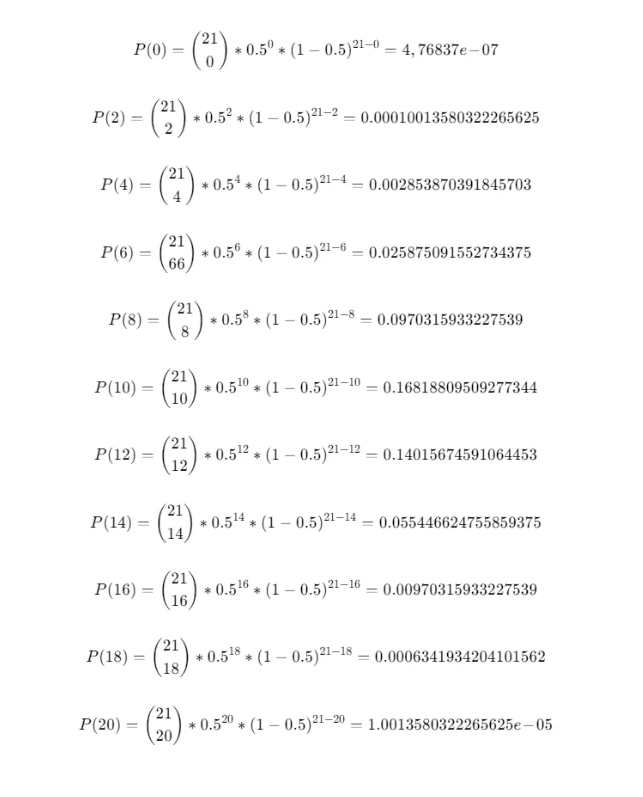 P(0) = (21 0) * 0.5^0 * (1 − 0.5)^21−0 = 4, 76837e−07
P(2) = (21 2) * 0.5^2 * (1 − 0.5)^21−2 = 0.00010013580322265625
P(4) = (21 4) * 0.5^4 * (1 − 0.5)^21−4 = 0.002853870391845703
P(6) = (21 66) * 0.5^6 * (1 − 0.5)^21−6 = 0.025875091552734375
P(8) = (21 8) * 0.5^8 * (1 − 0.5)^21−8 = 0.0970315933227539
P(10) = (21 10) * 0.5^10 * (1 − 0.5)^21−10 = 0.16818809509277344
P(12) = (21 12) * 0.5^12 * (1 − 0.5)^21−12 = 0.14015674591064453
P(14) = (21 14) * 0.5^14 * (1 − 0.5)^21−14 = 0.055446624755859375
P(16) = (21 16) * 0.5^16 * (1 − 0.5)^21−16 = 0.00970315933227539
P(18) = (21 18) * 0.5^18 * (1 − 0.5)^21−18 = 0.0006341934204101562
P(20) = (21 20) * 0.5^20 * (1 − 0.5)^21−20 = 1.0013580322265625e−05